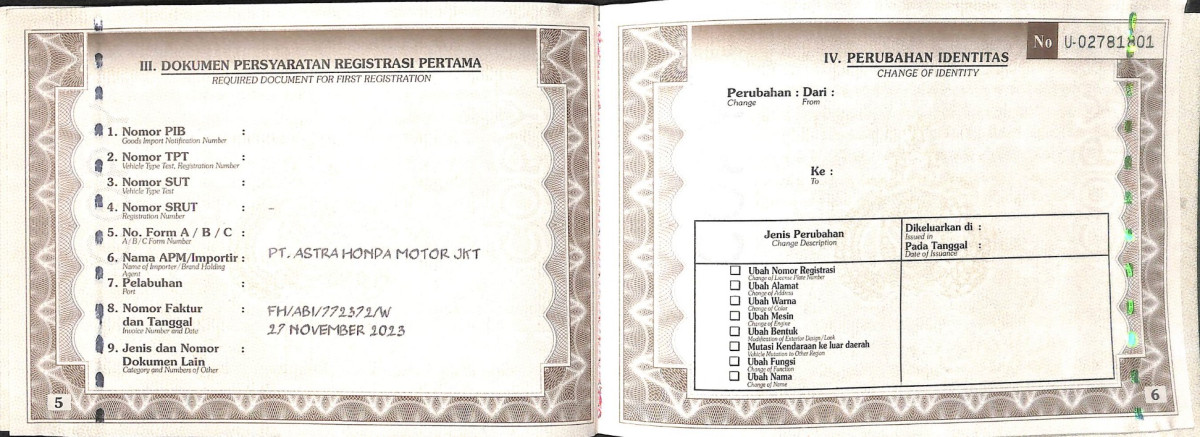 III. DOKUMEN PERSYARATAN REGISTRASI PERTAMA
REQUIRED DOCUMENT FOR FIRST REGISTRATION
1. Nomor PIB :
Goods Import Notification Number
2. Nomor TPT :
Vehicle Type Test, Registration Number
3. Nomor SUT :
Vehicle Type Test
4. Nomor SRUT : -
Registration Number
5. No. Form A / B / C :
A / B / C Form Number
6. Nama APM/Importir : PT. ASTRA HONDA MOTOR JKT
Name of Importer / Brand Holding
Agent
7. Pelabuhan :
Port
8. Nomor Faktur : FH/ABI/772372/W
dan Tanggal 27 NOVEMBER 2023
Invoice Number and Date
9. Jenis dan Nomor :
Dokumen Lain
Category and Numbers of Other
5
No U-02781801
IV. PERUBAHAN IDENTITAS
CHANGE OF IDENTITY
Perubahan : Dari :
Change From
Ke :
To
Jenis Perubahan
Change Description
Dikeluarkan di :
Issued in
Pada Tanggal :
Date of Issuance
Ubah Nomor Registrasi
Change of License Plate Number
Ubah Alamat
Change of Address
Ubah Warna
Change of Color
Ubah Mesin
Change of Engine
Ubah Bentuk
Modification of Exterior Design / Look
Mutasi Kendaraan ke luar daerah
Vehicle Mutation to Other Region
Ubah Fungsi
Change of Function
Ubah Nama
Change of Name
6